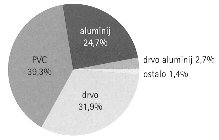 aluminij
24,7%
drvo aluminij 2,7%
ostalo 1,4%
PVC
39,3%
drvo
31,9%